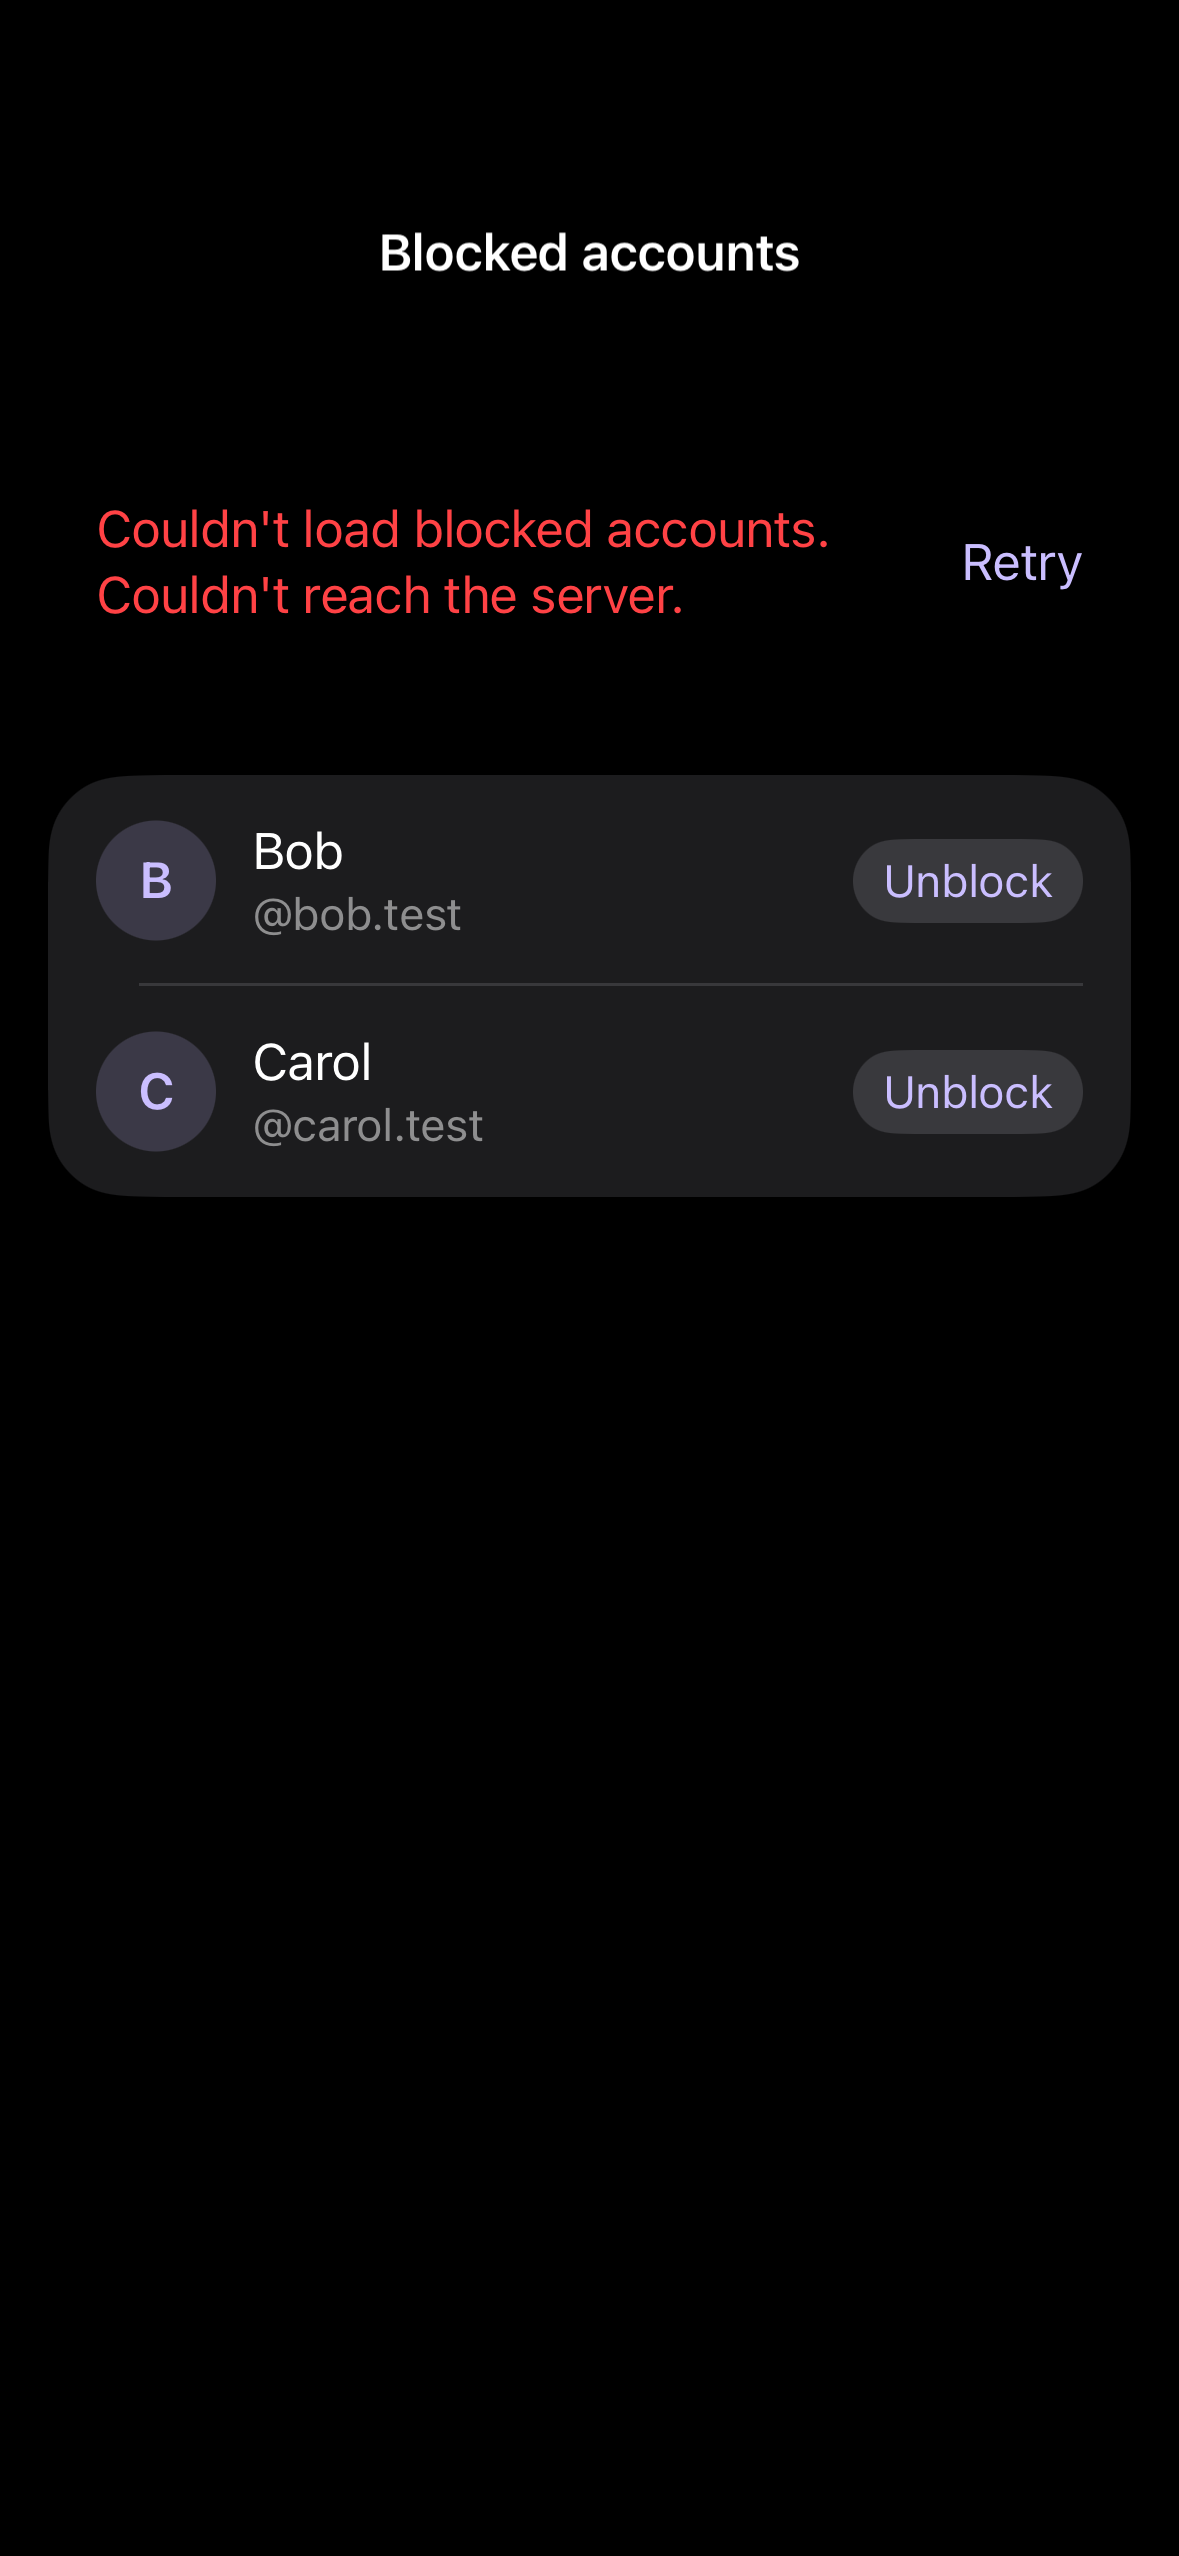 Blocked accounts
Couldn't load blocked accounts.
Couldn't reach the server.
Retry
B
Bob
@bob.test
Unblock
C
Carol
@carol.test
Unblock